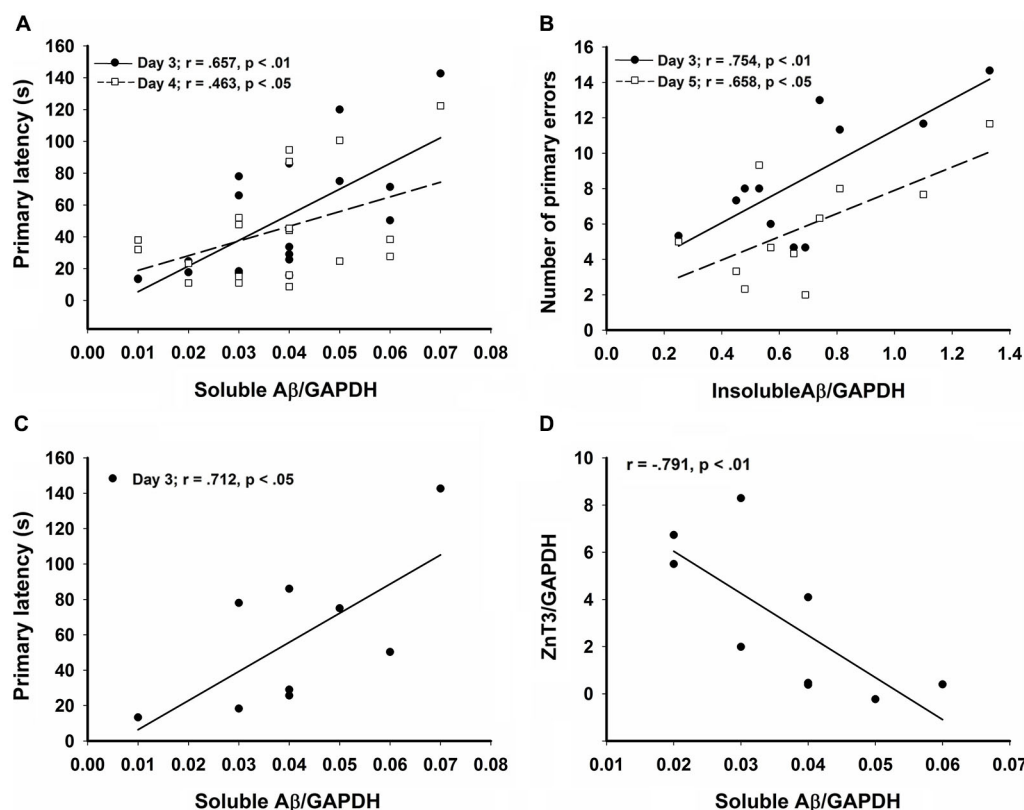 A
Day 3; r = .657, p < .01
Day 4; r = .463, p < .05
Primary latency (s)
160
140
120
100
80
60
40
20
0
0.00 0.01 0.02 0.03 0.04 0.05 0.06 0.07 0.08
Soluble Aβ/GAPDH
B
Day 3; r = .754, p < .01
Day 5; r = .658, p < .05
Number of primary errors
16
14
12
10
8
6
4
2
0
0.0 0.2 0.4 0.6 0.8 1.0 1.2 1.4
InsolubleAβ/GAPDH
C
Day 3; r = .712, p < .05
Primary latency (s)
160
140
120
100
80
60
40
20
0
0.00 0.01 0.02 0.03 0.04 0.05 0.06 0.07 0.08
Soluble Aβ/GAPDH
D
r = -.791, p < .01
ZnT3/GAPDH
10
8
6
4
2
0
0.01 0.02 0.03 0.04 0.05 0.06 0.07
Soluble Aβ/GAPDH